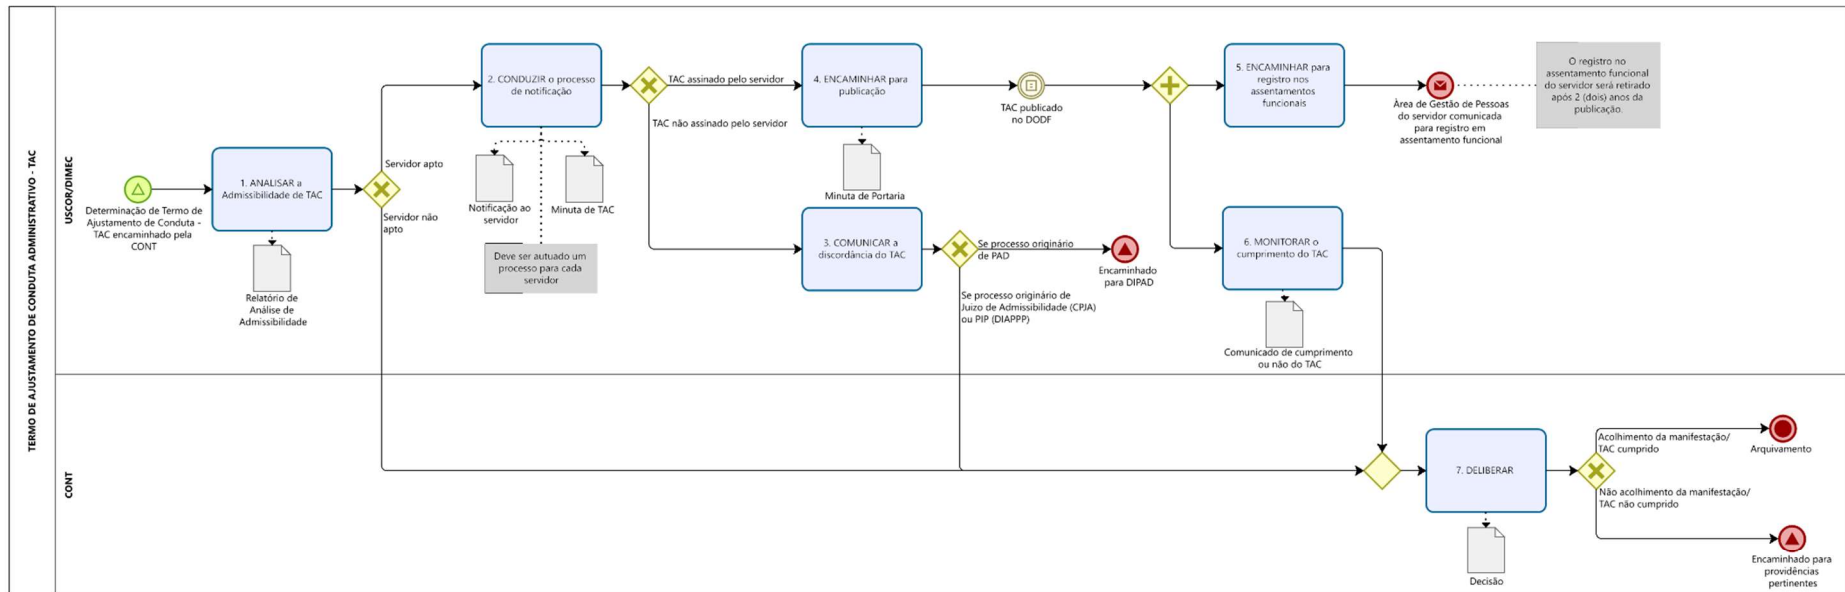 TERMO DE AJUSTAMENTO DE CONDUTA ADMINISTRATIVO - TAC
USCOR/DIMEC
Determinação de Termo de
Ajustamento de Conduta -
TAC encaminhado pela
CONT
1. ANALISAR a
Admissibilidade de TAC
Relatório de
Análise de
Admissibilidade
Servidor apto
Servidor não
apto
2. CONDUZIR o processo
de notificação
Notificação ao
servidor
Minuta de TAC
Deve ser autuado um
processo para cada
servidor
TAC assinado pelo servidor
TAC não assinado pelo servidor
4. ENCAMINHAR para
publicação
Minuta de Portaria
3. COMUNICAR a
discordância do TAC
Se processo originário
de PAD
Encaminhado
para DIPAD
Se processo originário de
Juizo de Admissibilidade (CPJA)
ou PIP (DIAPPP)
TAC publicado
no DODF
5. ENCAMINHAR para
registro nos
assentamentos
funcionais
Àrea de Gestão de Pessoas
do servidor comunicada
para registro em
assentamento funcional
O registro no
assentamento funcional
do servidor será retirado
após 2 (dois) anos da
publicação.
6. MONITORAR o
cumprimento do TAC
Comunicado de cumprimento
ou não do TAC
CONT
7. DELIBERAR
Decisão
Acolhimento da manifestação/
TAC cumprido
Arquivamento
Não acolhimento da manifestação/
TAC não cumprido
Encaminhado para
providências
pertinentes